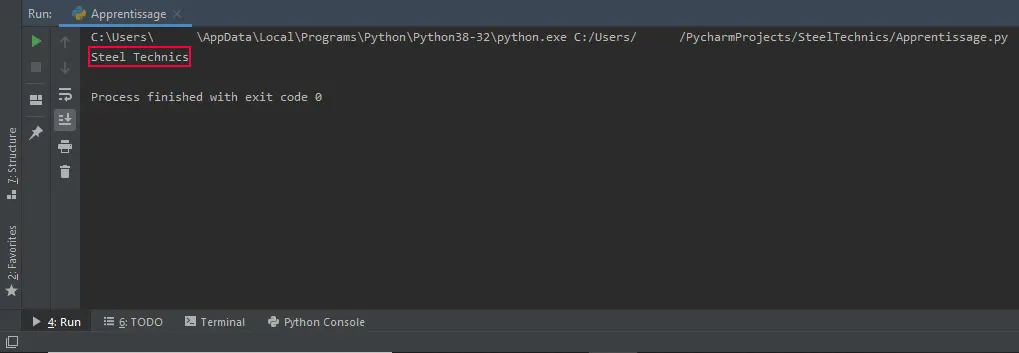 Run: Apprentissage
C:\Users\ \AppData\Local\Programs\Python\Python38-32\python.exe C:/Users/ /PycharmProjects/SteelTechnics/Apprentissage.py
Steel Technics
Process finished with exit code 0
7: Structure
2: Favorites
4: Run 6: TODO Terminal Python Console